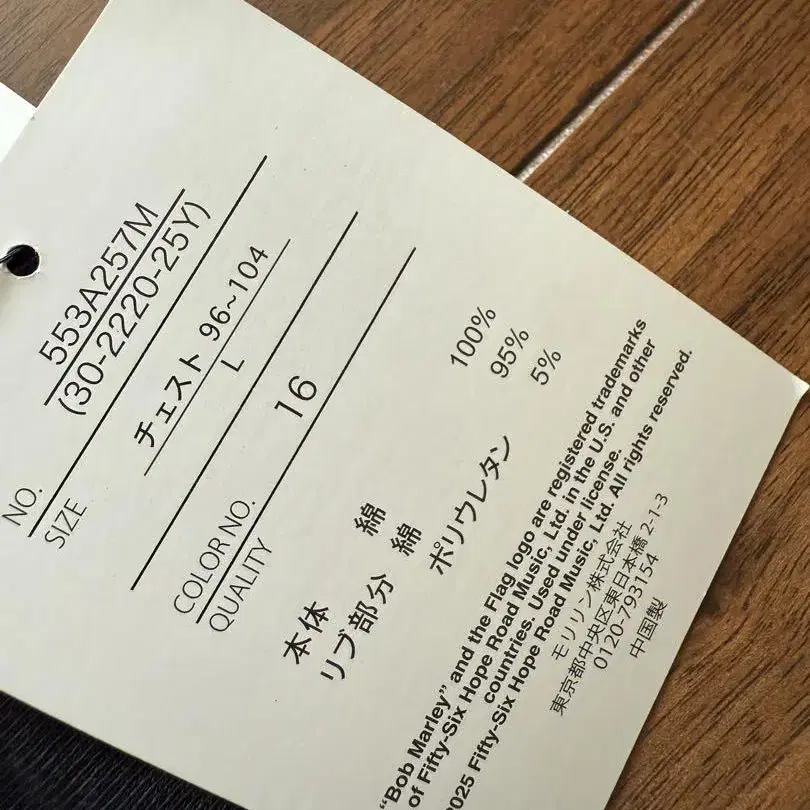 NO. 553A257M
(30-2220-25Y)
SIZE チェスト 96~104
L
COLOR NO. 16
QUALITY
本体 綿 100%
リブ部分 綿 95%
ポリウレタン 5%
“Bob Marley” and the Flag logo are registered trademarks
of Fifty-Six Hope Road Music, Ltd. in the U.S. and other
countries. Used under license.
2025 Fifty-Six Hope Road Music, Ltd. All rights reserved.
モリリン株式会社
東京都中央区東日本橋 2-1-3
0120-793154
中国製